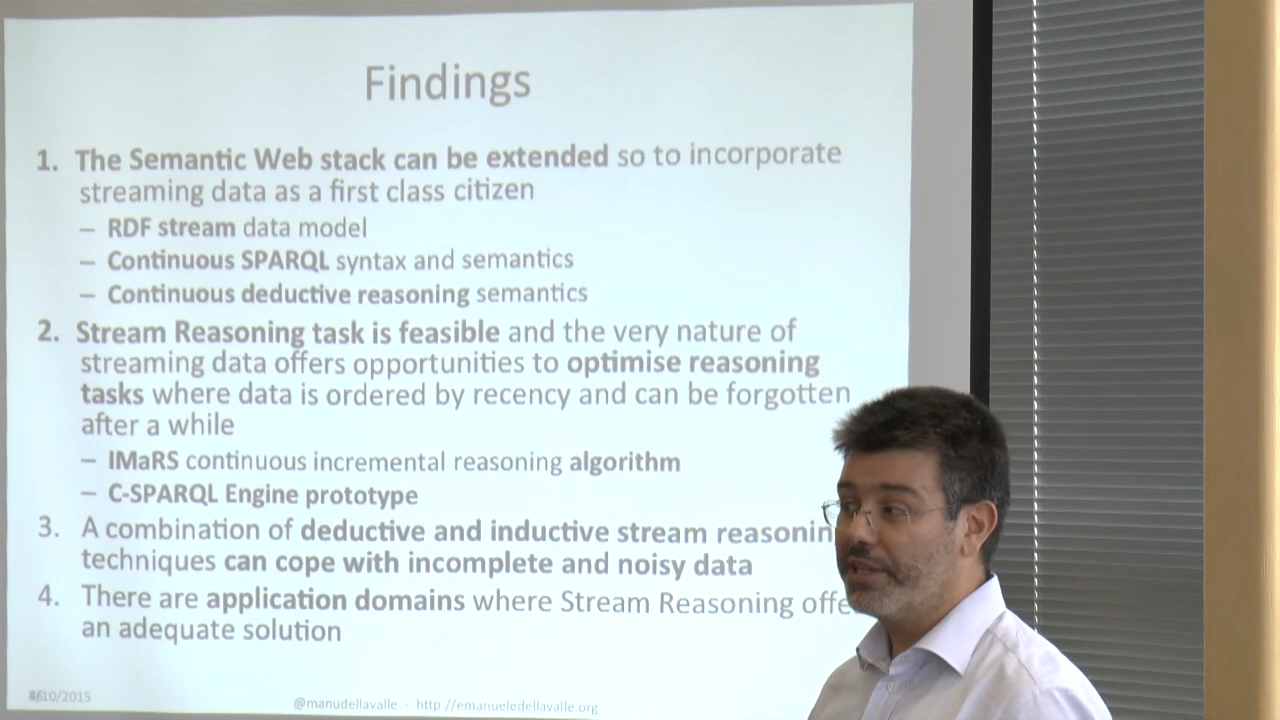 Findings
1. The Semantic Web stack can be extended so to incorporate
streaming data as a first class citizen
– RDF stream data model
– Continuous SPARQL syntax and semantics
– Continuous deductive reasoning semantics
2. Stream Reasoning task is feasible and the very nature of
streaming data offers opportunities to optimise reasoning
tasks where data is ordered by recency and can be forgotten
after a while
– IMaRS continuous incremental reasoning algorithm
– C-SPARQL Engine prototype
3. A combination of deductive and inductive stream
techniques can cope with incomplete and noisy data
4. There are application domains where Stream Reasoning
an adequate solution
@manudellavalle - http://emanueledellavalle.org